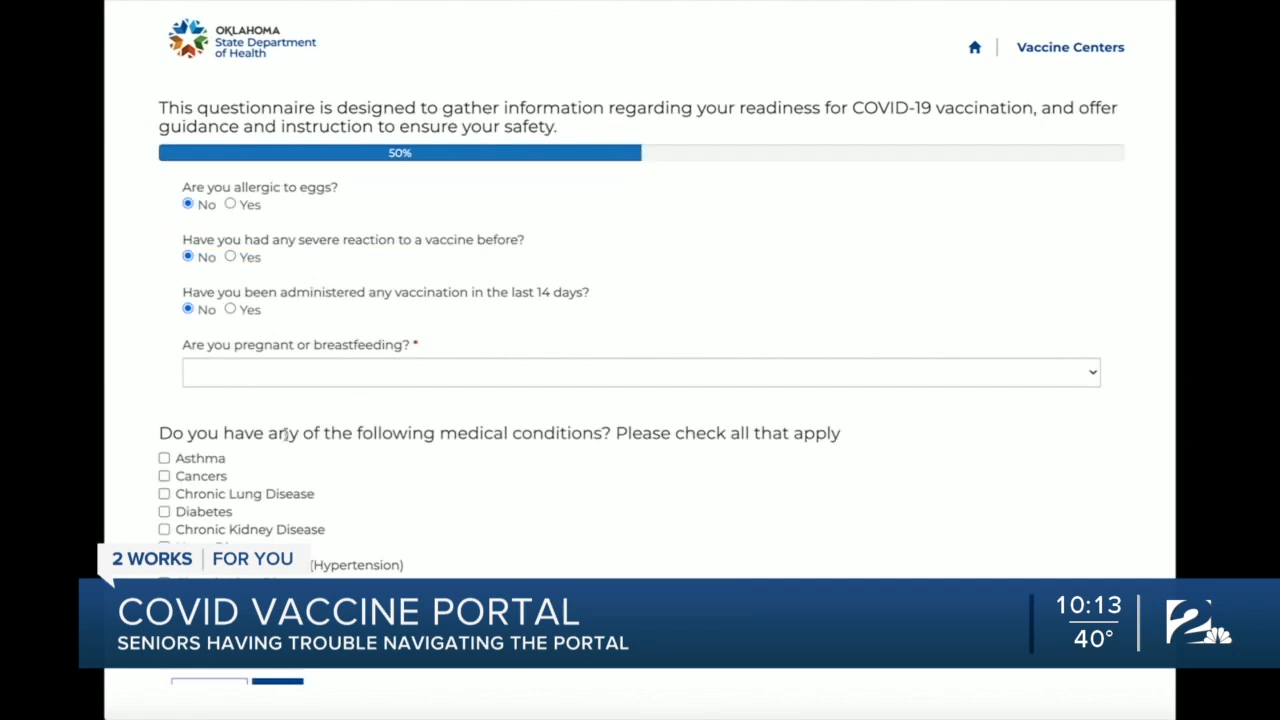 OKLAHOMA
State Department
of Health
Vaccine Centers
This questionnaire is designed to gather information regarding your readiness for COVID-19 vaccination, and offer
guidance and instruction to ensure your safety.
50%
Are you allergic to eggs?
No Yes
Have you had any severe reaction to a vaccine before?
No Yes
Have you been administered any vaccination in the last 14 days?
No Yes
Are you pregnant or breastfeeding? *
Do you have any of the following medical conditions? Please check all that apply
Asthma
Cancers
Chronic Lung Disease
Diabetes
Chronic Kidney Disease
(Hypertension)
2 WORKS FOR YOU
COVID VACCINE PORTAL
SENIORS HAVING TROUBLE NAVIGATING THE PORTAL
10:13
40°
2